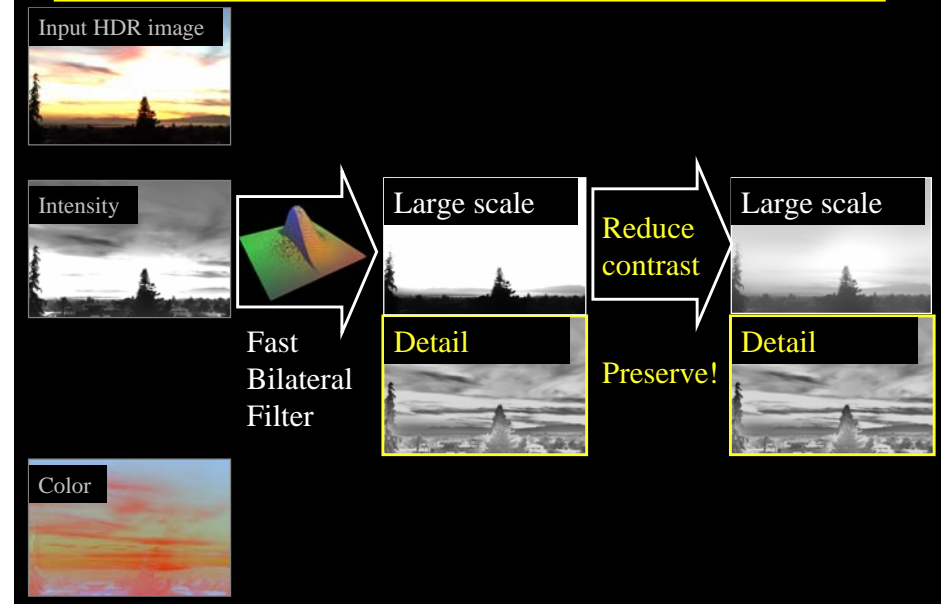 Input HDR image
Intensity
Large scale
Reduce
contrast
Large scale
Fast
Bilateral
Filter
Detail
Preserve!
Detail
Color